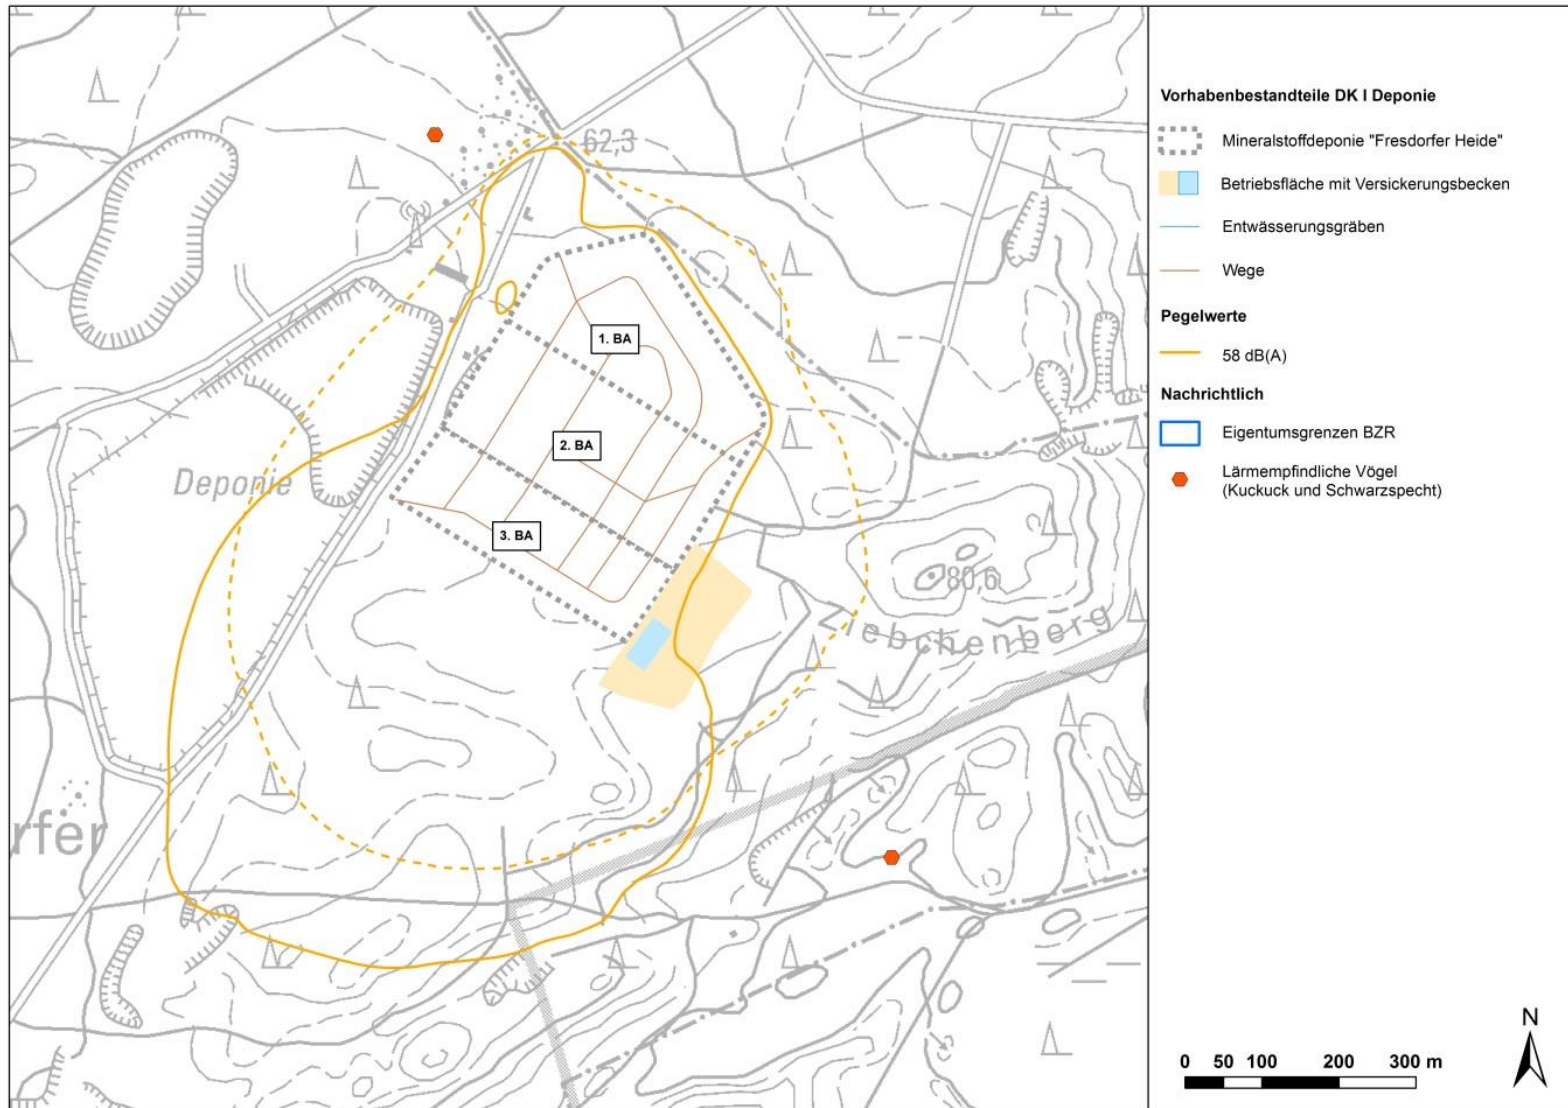 62,3
1. BA
2. BA
Deponie
3. BA
80,6
Ziebchenberg
rfer
Vorhabenbestandteile DK I Deponie
Mineralstoffdeponie "Fresdorfer Heide"
Betriebsfläche mit Versickerungsbecken
Entwässerungsgräben
Wege
Pegelwerte
58 dB(A)
Nachrichtlich
Eigentumsgrenzen BZR
Lärmempfindliche Vögel
(Kuckuck und Schwarzspecht)
N
0 50 100 200 300 m